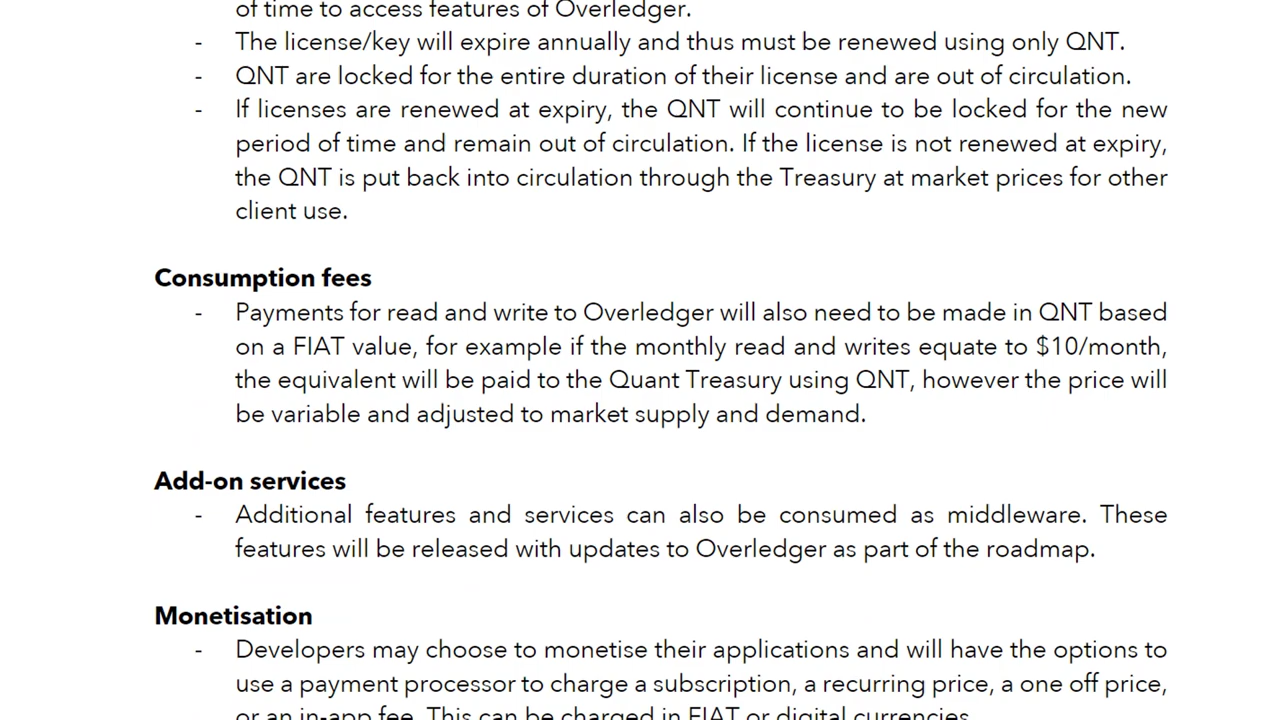 of time to access features of Overledger.
- The license/key will expire annually and thus must be renewed using only QNT.
- QNT are locked for the entire duration of their license and are out of circulation.
- If licenses are renewed at expiry, the QNT will continue to be locked for the new
period of time and remain out of circulation. If the license is not renewed at expiry,
the QNT is put back into circulation through the Treasury at market prices for other
client use.
Consumption fees
- Payments for read and write to Overledger will also need to be made in QNT based
on a FIAT value, for example if the monthly read and writes equate to $10/month,
the equivalent will be paid to the Quant Treasury using QNT, however the price will
be variable and adjusted to market supply and demand.
Add-on services
- Additional features and services can also be consumed as middleware. These
features will be released with updates to Overledger as part of the roadmap.
Monetisation
- Developers may choose to monetise their applications and will have the options to
use a payment processor to charge a subscription, a recurring price, a one off price,
or an in-app fee. This can be charged in FIAT or digital currencies.